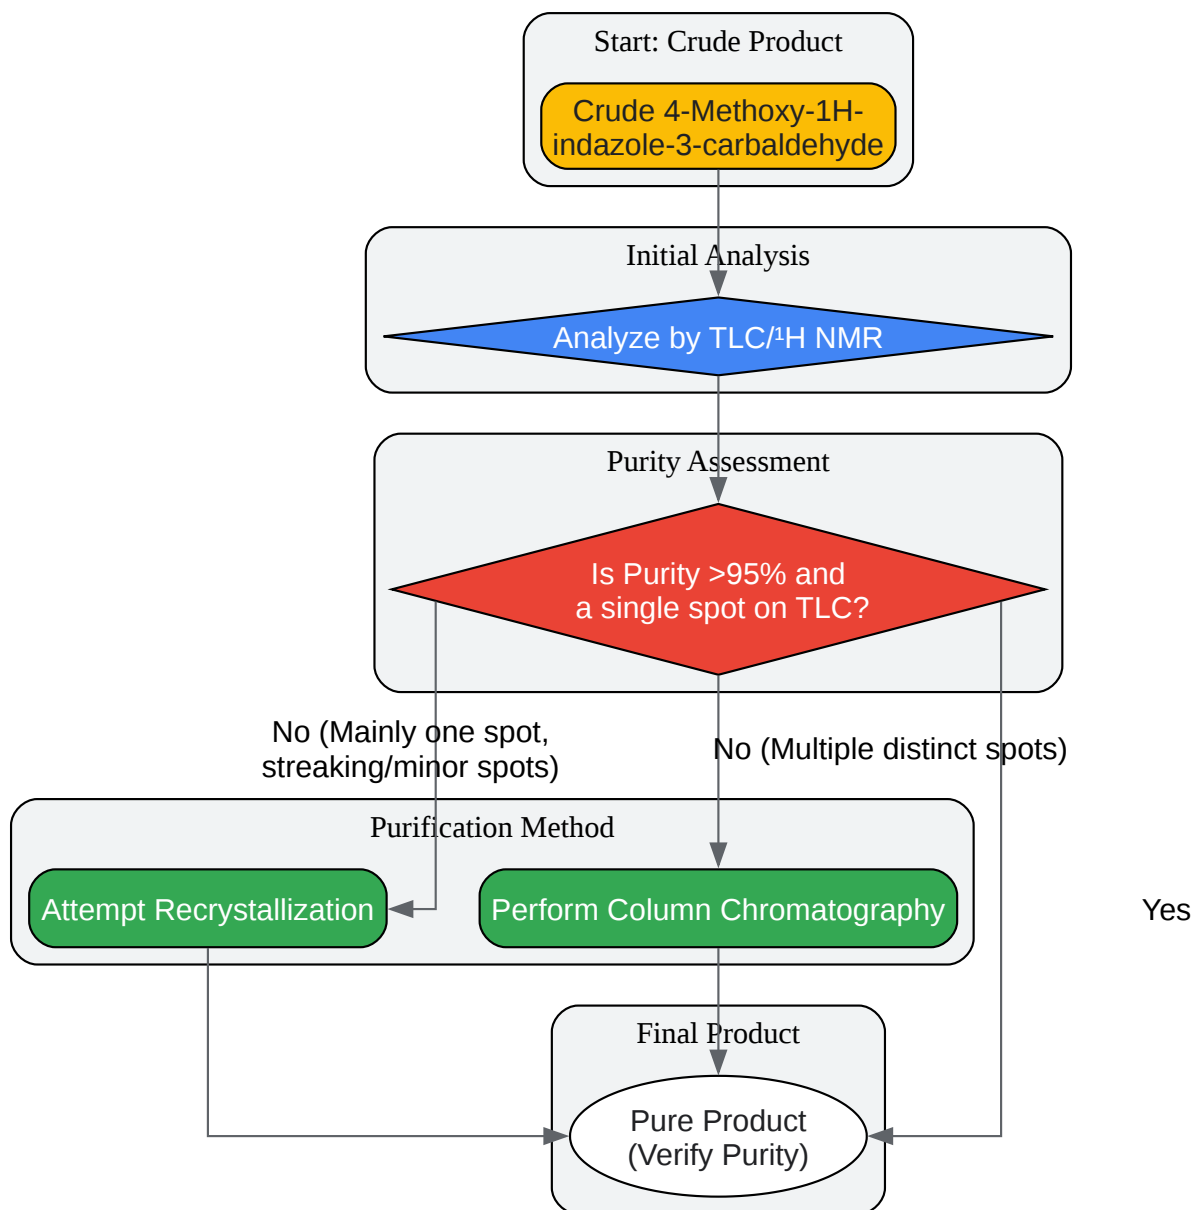 Start: Crude Product
Crude 4-Methoxy-1H-
indazole-3-carbaldehyde
Initial Analysis
Analyze by TLC/¹H NMR
Purity Assessment
Is Purity >95% and
a single spot on TLC?
No (Mainly one spot,
streaking/minor spots)
No (Multiple distinct spots)
Purification Method
Attempt Recrystallization
Perform Column Chromatography
Yes
Final Product
Pure Product
(Verify Purity)